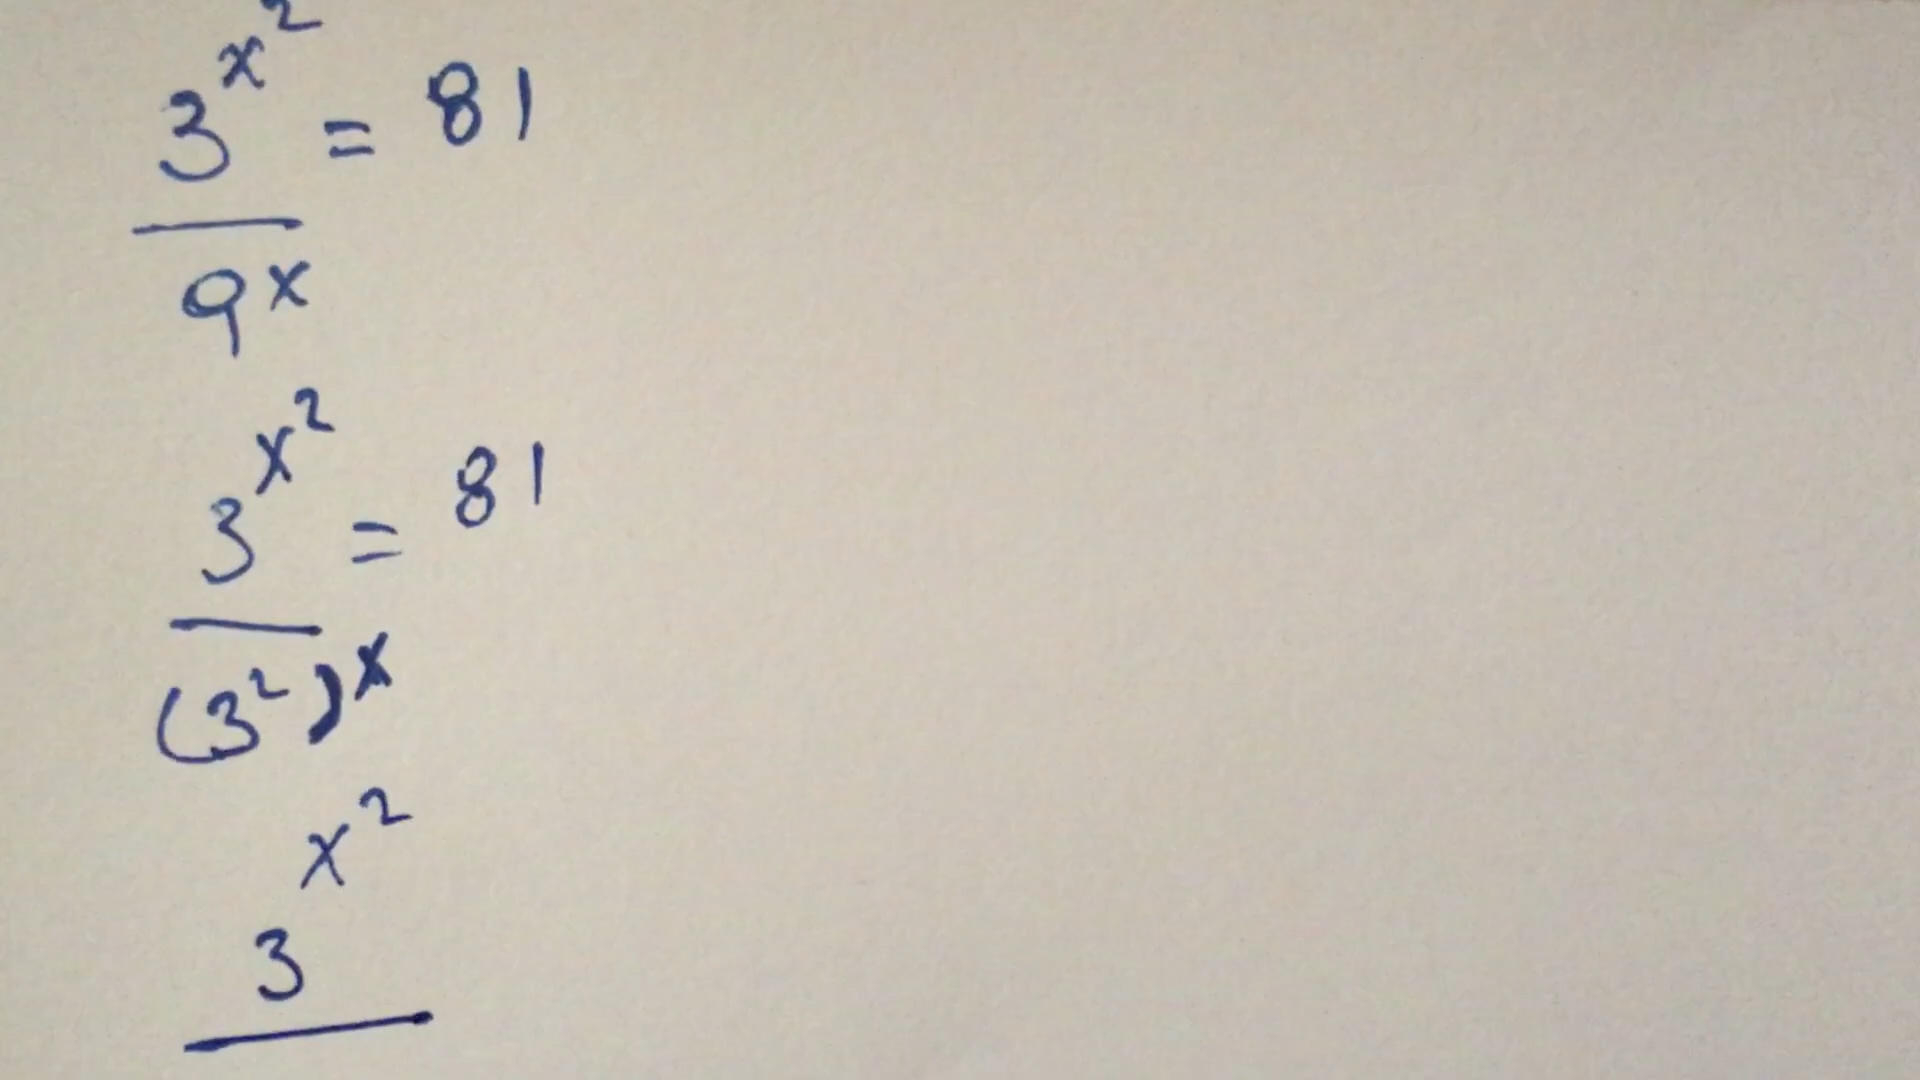 3^x^2 = 81
9^x
3^x^2 = 81
(3^2)^x
3^x^2